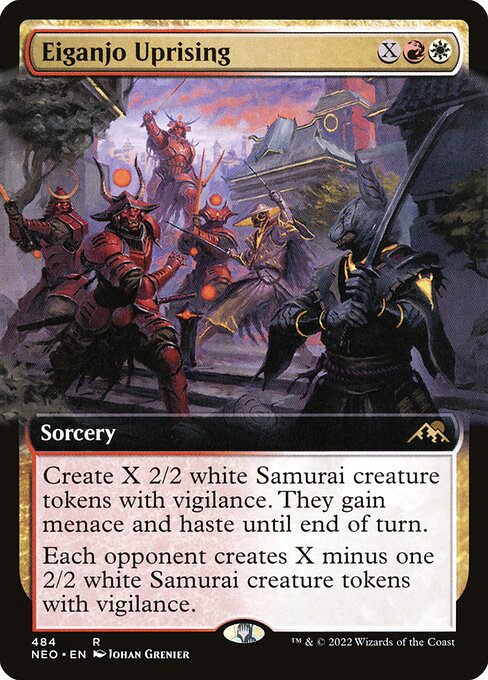 Eiganjo Uprising X
Sorcery
Create X 2/2 white Samurai creature
tokens with vigilance. They gain
menace and haste until end of turn.
Each opponent creates X minus one
2/2 white Samurai creature tokens
with vigilance.
484 R
NEO • EN Johan Grenier
™ & © 2022 Wizards of the Coast